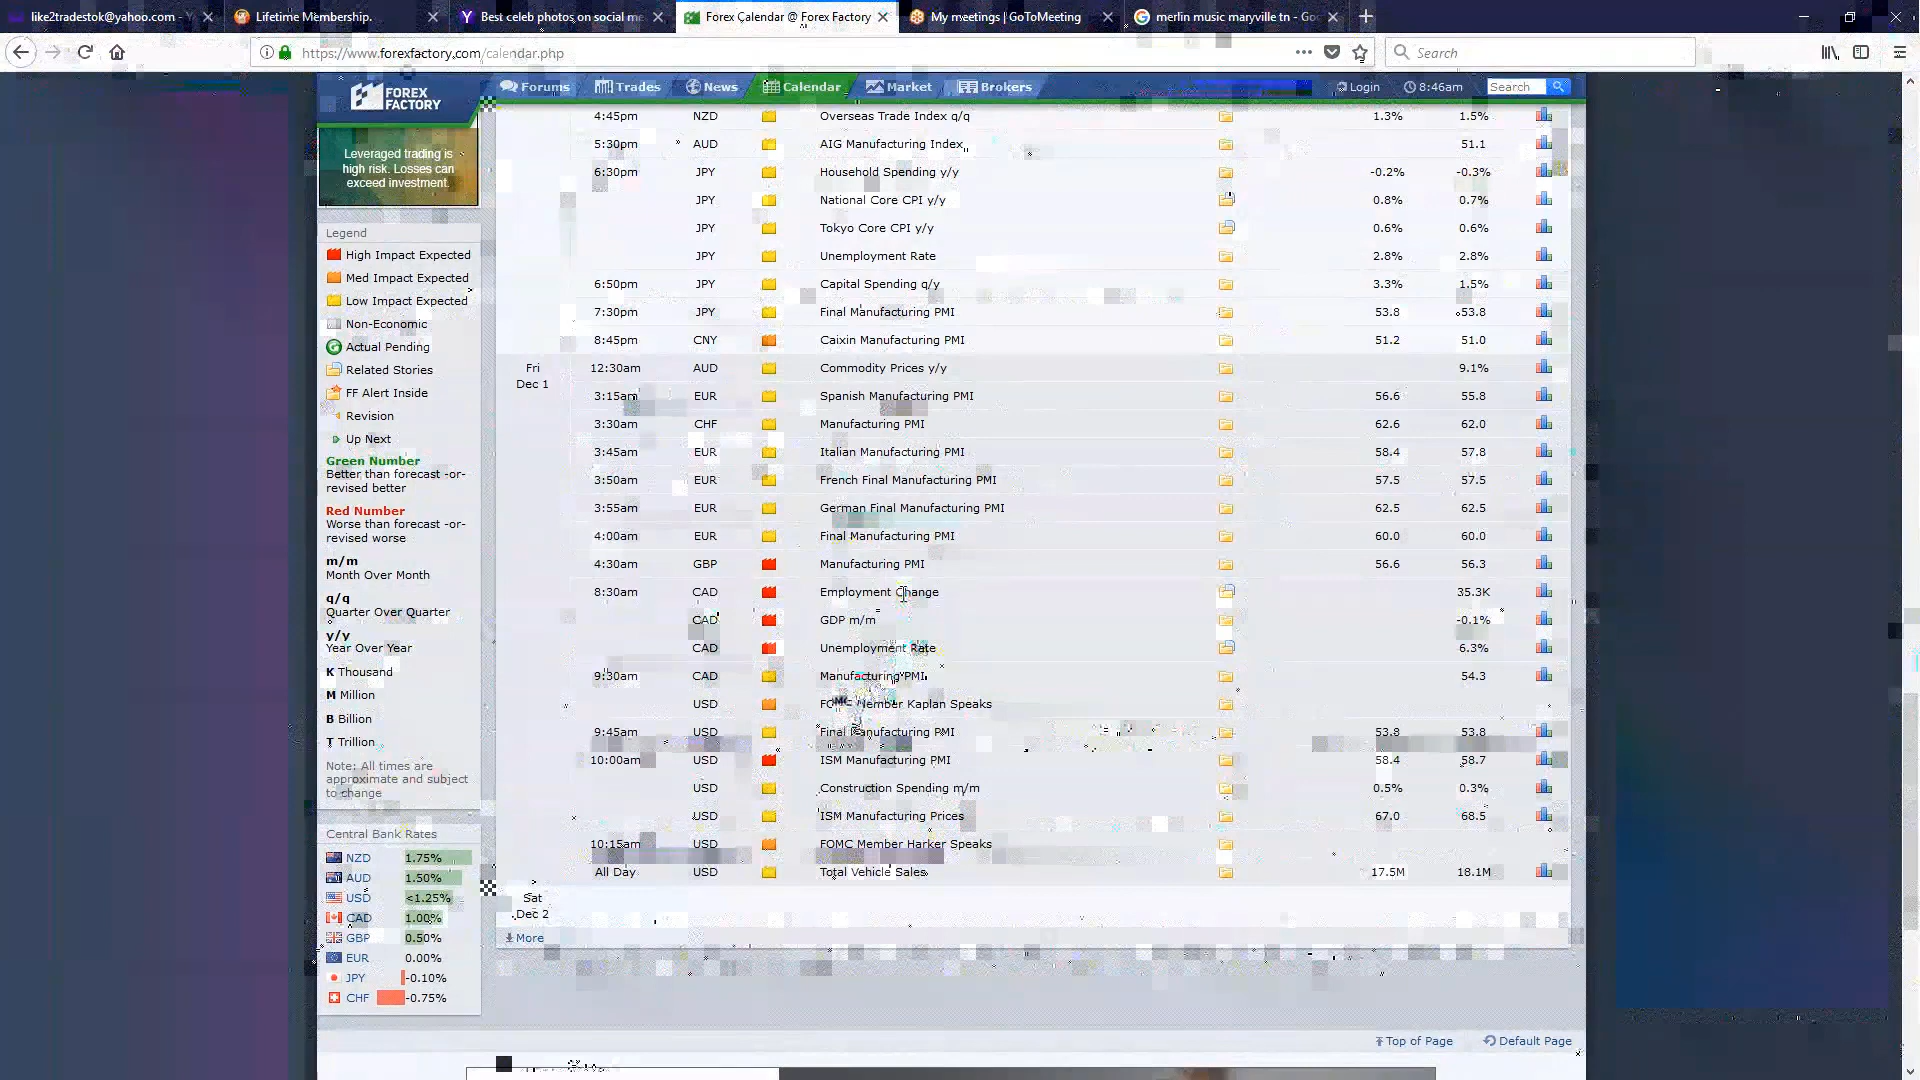 like2tradestok@yahoo.com - Y
Lifetime Membership.
Best celeb photos on social me
Forex Calendar @ Forex Factory
My meetings | GoToMeeting
merlin music maryville tn - Goo
https://www.forexfactory.com/calendar.php
Search
FOREX FACTORY
Forums Trades News Calendar Market Brokers
Login 8:46am Search
Leveraged trading is
high risk. Losses can
exceed investment.
Legend
High Impact Expected
Med Impact Expected
Low Impact Expected
Non-Economic
Actual Pending
Related Stories
FF Alert Inside
Revision
Up Next
Green Number
Better than forecast -or-
revised better
Red Number
Worse than forecast -or-
revised worse
m/m
Month Over Month
q/q
Quarter Over Quarter
y/y
Year Over Year
K Thousand
M Million
B Billion
T Trillion
Note: All times are
approximate and subject
to change
Central Bank Rates
NZD 1.75%
AUD 1.50%
USD <1.25%
CAD 1.00%
GBP 0.50%
EUR 0.00%
JPY -0.10%
CHF -0.75%
4:45pm NZD Overseas Trade Index q/q 1.3% 1.5%
5:30pm AUD AIG Manufacturing Index 51.1
6:30pm JPY Household Spending y/y -0.2% -0.3%
JPY National Core CPI y/y 0.8% 0.7%
JPY Tokyo Core CPI y/y 0.6% 0.6%
JPY Unemployment Rate 2.8% 2.8%
6:50pm JPY Capital Spending q/y 3.3% 1.5%
7:30pm JPY Final Manufacturing PMI 53.8 53.8
8:45pm CNY Caixin Manufacturing PMI 51.2 51.0
Fri
Dec 1
12:30am AUD Commodity Prices y/y 9.1%
3:15am EUR Spanish Manufacturing PMI 56.6 55.8
3:30am CHF Manufacturing PMI 62.6 62.0
3:45am EUR Italian Manufacturing PMI 58.4 57.8
3:50am EUR French Final Manufacturing PMI 57.5 57.5
3:55am EUR German Final Manufacturing PMI 62.5 62.5
4:00am EUR Final Manufacturing PMI 60.0 60.0
4:30am GBP Manufacturing PMI 56.6 56.3
8:30am CAD Employment Change 35.3K
CAD GDP m/m -0.1%
CAD Unemployment Rate 6.3%
9:30am CAD Manufacturing PMI 54.3
USD FOMC Member Kaplan Speaks
9:45am USD Final Manufacturing PMI 53.8 53.8
10:00am USD ISM Manufacturing PMI 58.4 58.7
USD Construction Spending m/m 0.5% 0.3%
USD ISM Manufacturing Prices 67.0 68.5
10:15am USD FOMC Member Harker Speaks
All Day USD Total Vehicle Sales 17.5M 18.1M
Sat
Dec 2
More
Top of Page Default Page